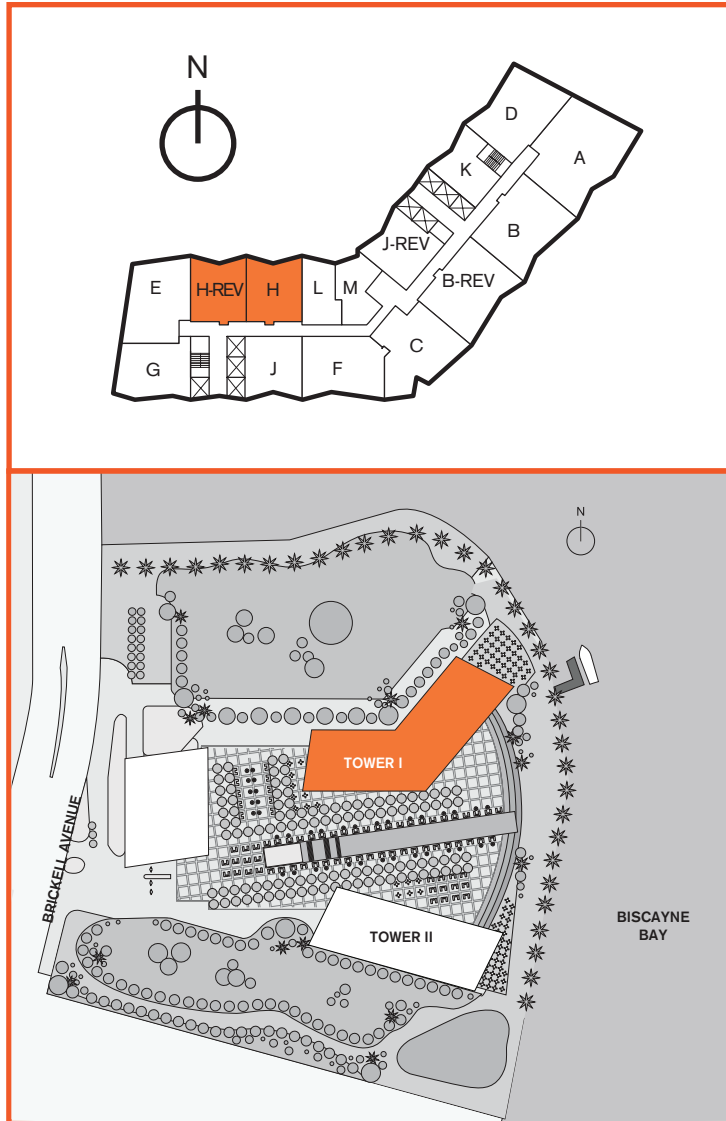 N
D
A
K
B
J-REV
B-REV
E
H-REV
H
L
M
C
G
J
F
N
TOWER I
BRICKELL AVENUE
TOWER II
BISCAYNE
BAY